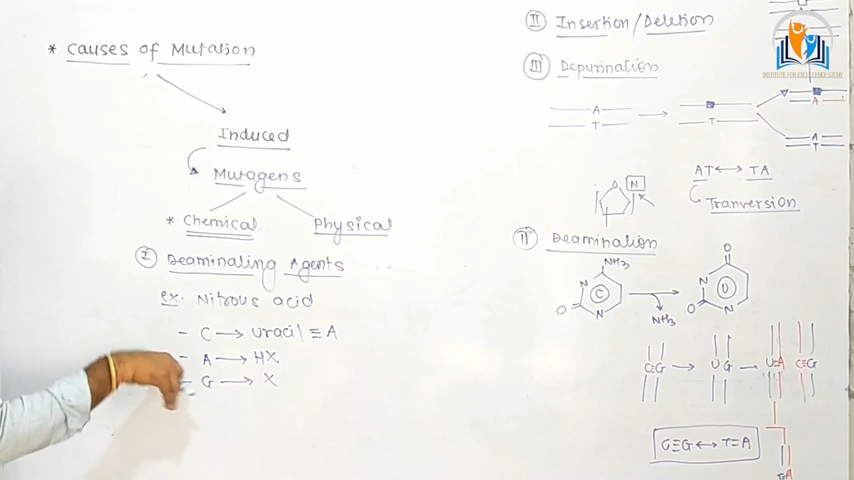 * Causes of Mutation
Induced
Mutagens
* Chemical Physical
I Deaminating Agents
ex. Nitrous acid
- C → Uracil ≡ A
- A → HX
- G → X
II Insertion/Deletion
III Depurination
A
T
T
A
A
T
AT ↔ TA
Tranversion
O N
Deamination
NH3
N C N O
NH3
O
N U N O
C≡G → U G → U=A C≡G
C≡G ↔ T=A
INSTITUTE FOR EXCELLENCE STUDY